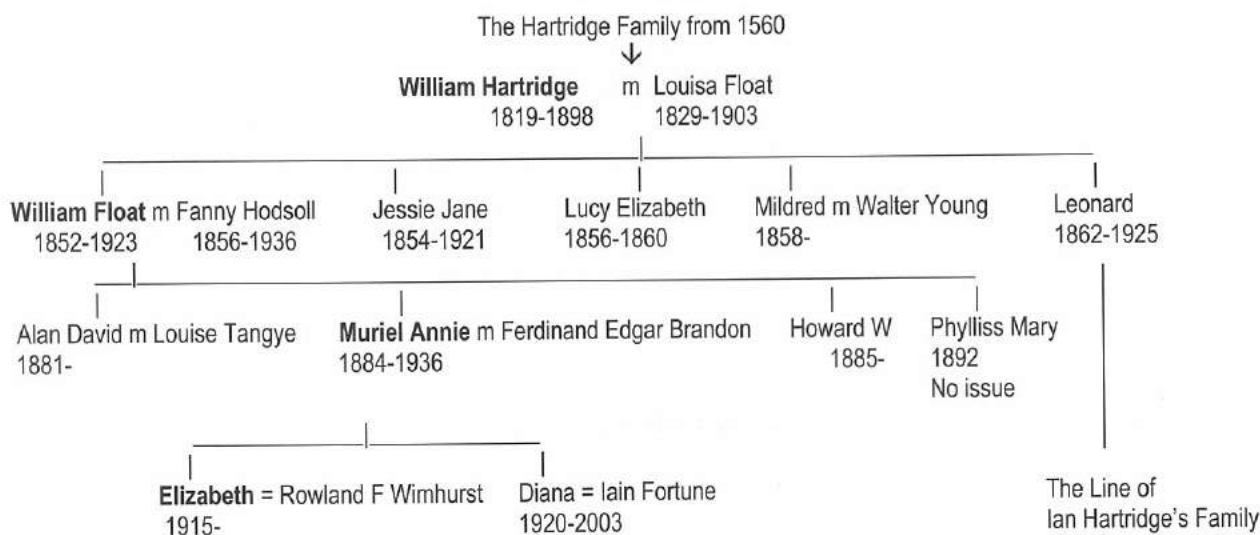 The Hartridge Family from 1560
William Hartridge m Louisa Float
1819-1898 1829-1903
William Float m Fanny Hodsoll Jessie Jane Lucy Elizabeth Mildred m Walter Young Leonard
1852-1923 1856-1936 1854-1921 1856-1860 1858- 1862-1925
Alan David m Louise Tangye Muriel Annie m Ferdinand Edgar Brandon Howard W Phylliss Mary
1881- 1884-1936 1885- 1892
No issue
Elizabeth = Rowland F Wimhurst Diana = Iain Fortune The Line of
1915- 1920-2003 Ian Hartridge's Family